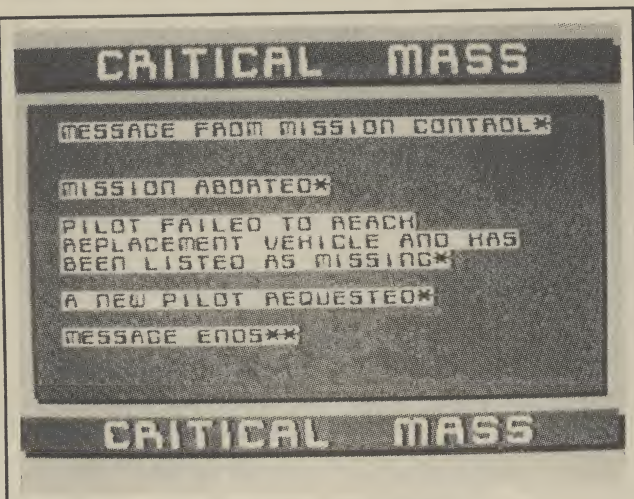 CRITICAL MASS
MESSAGE FROM MISSION CONTROL*
MISSION ABORTED*
PILOT FAILED TO REACH
REPLACEMENT VEHICLE AND HAS
BEEN LISTED AS MISSING*
A NEW PILOT REQUESTED*
MESSAGE ENDS**
CRITICAL MASS